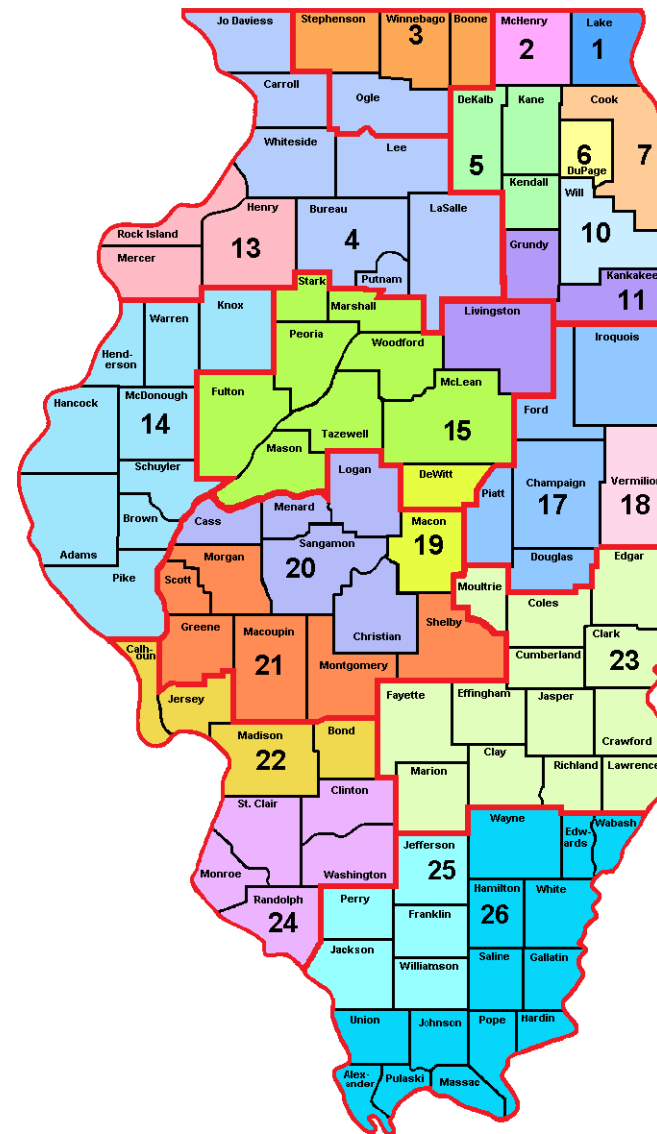 Jo Daviess
Stephenson
Winnebago
3
Boone
McHenry
2
Lake
1
Carroll
Ogle
DeKalb
Kane
Cook
Whiteside
Lee
5
6
7
DuPage
Kendall
Will
Rock Island
Henry
Bureau
LaSalle
10
Mercer
13
4
Grundy
Putnam
Kankakee
11
Stark
Marshall
Knox
Warren
Livingston
Peoria
Woodford
Iroquois
Hend-
erson
McLean
Hancock
McDonough
Fulton
Ford
14
Tazewell
15
Mason
Schuyler
Logan
DeWitt
Champaign
Vermilion
Piatt
17
18
Menard
Cass
Brown
Macon
Sangamon
19
Adams
Morgan
Douglas
Edgar
20
Pike
Scott
Moultrie
Coles
Greene
Macoupin
Christian
Shelby
Clark
Calh-
oun
21
Cumberland
23
Montgomery
Jersey
Fayette
Effingham
Jasper
Madison
Bond
Crawford
22
Clay
Marion
Richland
Lawrence
Clinton
St. Clair
Wayne
Wabash
Edw-
ards
Jefferson
25
Monroe
Washington
Randolph
Perry
Hamilton
White
24
26
Franklin
Jackson
Williamson
Saline
Gallatin
Union
Johnson
Pope
Hardin
Alex-
ander
Pulaski
Massac